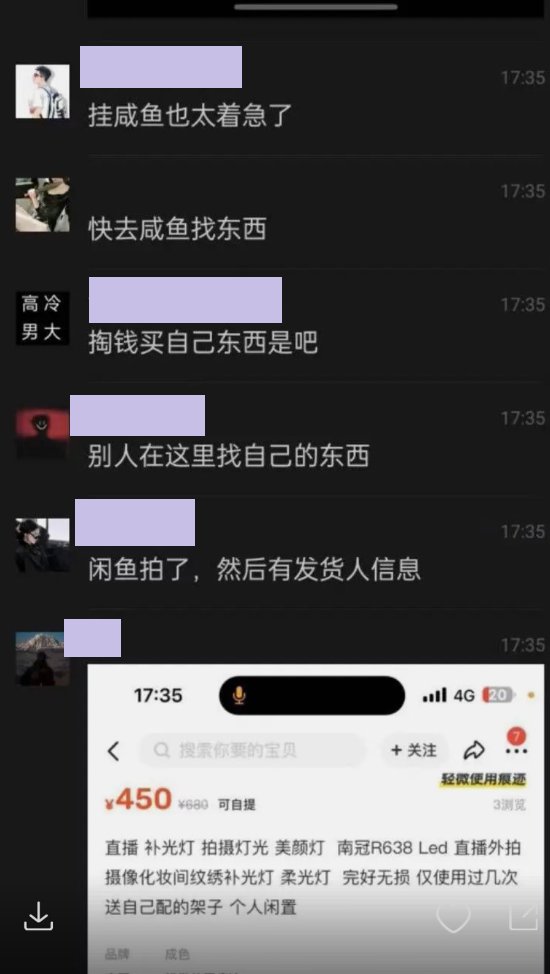 17:35
挂咸鱼也太着急了
17:35
快去咸鱼找东西
17:35
高冷
男大
掏钱买自己东西是吧
17:35
别人在这里找自己的东西
17:35
闲鱼拍了，然后有发货人信息
17:35
17:35 4G 20
搜索你要的宝贝 + 关注 7
轻微使用痕迹
¥450 ¥680 可自提 3浏览
直播 补光灯 拍摄灯光 美颜灯 南冠R638 Led 直播外拍
摄像化妆间纹绣补光灯 柔光灯 完好无损 仅使用过几次
送自己配的架子 个人闲置
品牌 成色